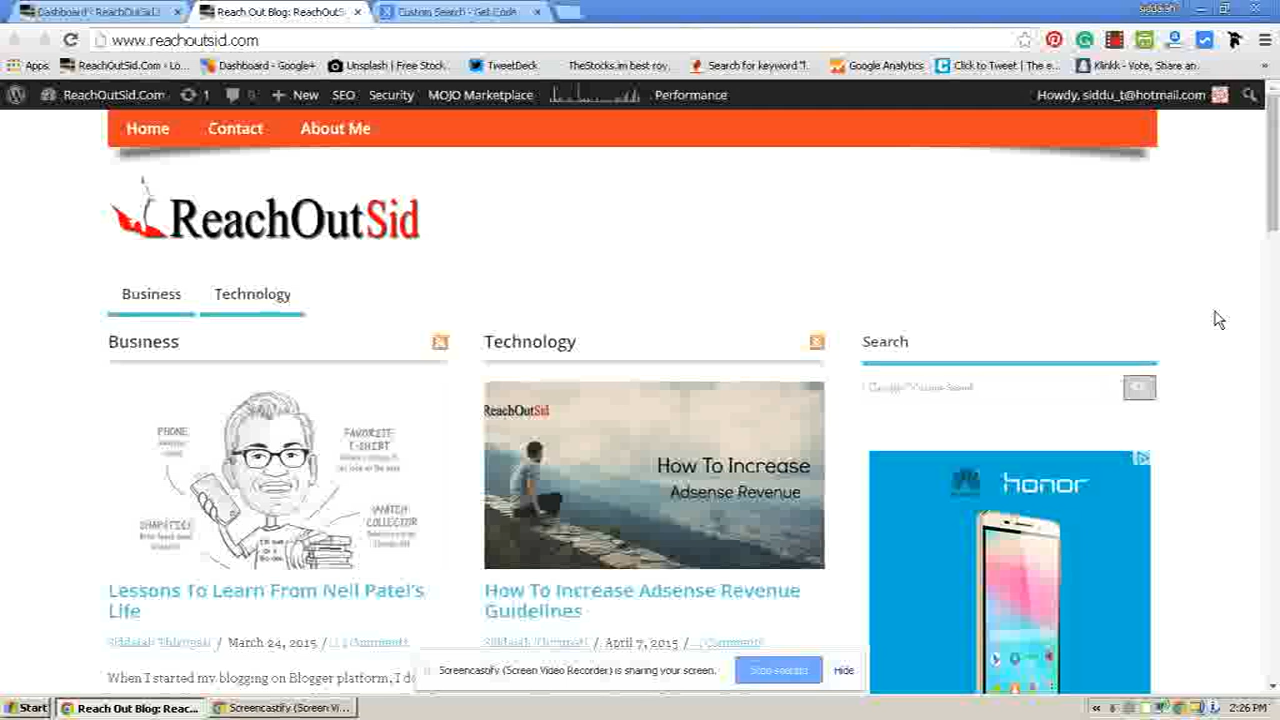 Dashboard ‹ ReachOutSid.
Reach Out Blog: ReachOutS
Custom Search - Get Code
www.reachoutsid.com
Apps
ReachOutSid.Com ‹ Lo...
Dashboard - Google+
Unsplash | Free Stock...
TweetDeck
TheStocks.im best roy...
Search for keyword "l...
Google Analytics
Click to Tweet | The e...
Klinkk - Vote, Share an...
»
ReachOutSid.Com
1
0
+ New
SEO
Security
MOJO Marketplace
Performance
Howdy, siddu_t@hotmail.com
Home
Contact
About Me
ReachOutSid
Business
Technology
Business
PHONE
FAVORITE
T-SHIRT
WATCH
COLLECTOR
Lessons To Learn From Neil Patel's
Life
/ March 24, 2015 /
When I started my blogging on Blogger platform, I d
Technology
ReachOutSid
How To Increase
Adsense Revenue
How To Increase Adsense Revenue
Guidelines
/ April 7, 2015 /
Search
honor
Screencastify (Screen Video Recorder) is sharing your screen.
Stop sharing
Hide
Start
Reach Out Blog: Reac...
Screencastify (Screen Vi...
«
2:26 PM